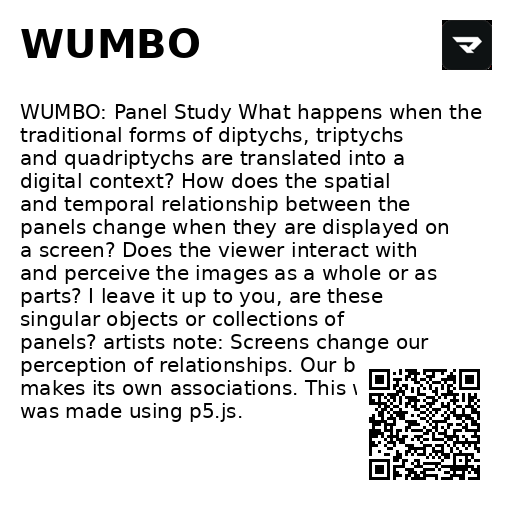 WUMBO
WUMBO: Panel Study What happens when the
traditional forms of diptychs, triptychs
and quadriptychs are translated into a
digital context? How does the spatial
and temporal relationship between the
panels change when they are displayed on
a screen? Does the viewer interact with
and perceive the images as a whole or as
parts? I leave it up to you, are these
singular objects or collections of
panels? artists note: Screens change our
perception of relationships. Our
makes its own associations. This
was made using p5.js.